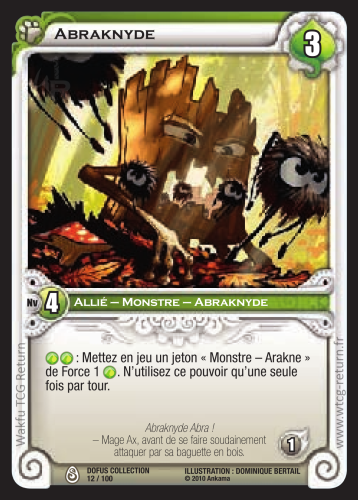 ABRAKNYDE
3
Nv 4 ALLIÉ – MONSTRE – ABRAKNYDE
: Mettez en jeu un jeton « Monstre – Arakne »
de Force 1 . N'utilisez ce pouvoir qu'une seule
fois par tour.
Abraknyde Abra !
– Mage Ax, avant de se faire soudainement
attaquer par sa baguette en bois.
1
DOFUS COLLECTION
12 / 100
ILLUSTRATION : DOMINIQUE BERTAIL
© 2010 Ankama
Wakfu TCG Return
www.wtcg-return.fr